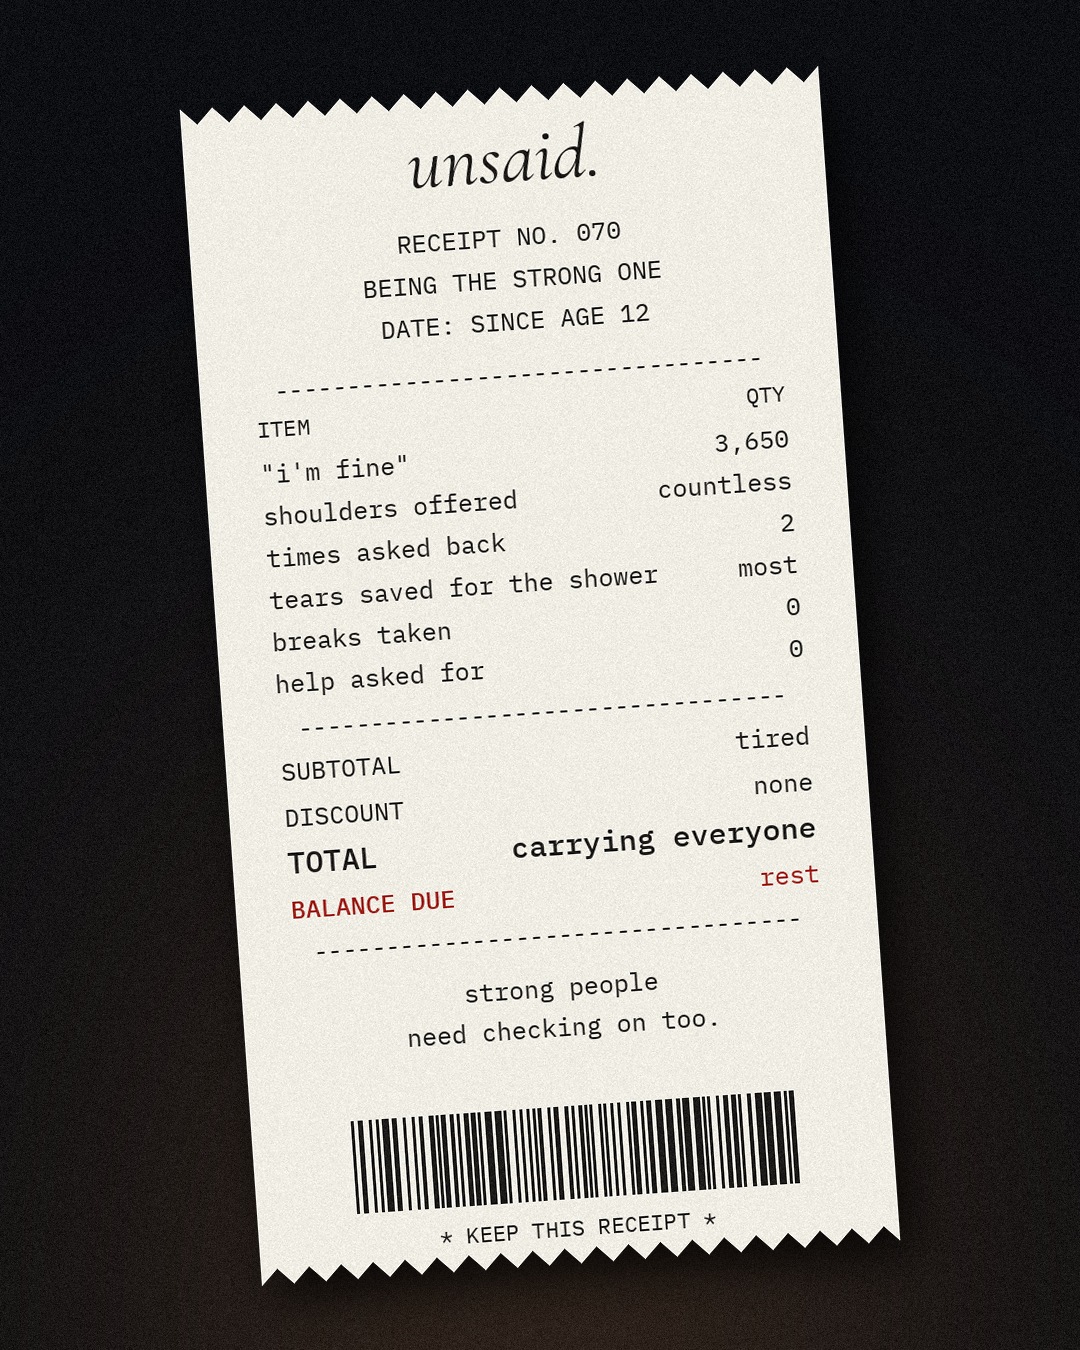 unsaid.
RECEIPT NO. 070
BEING THE STRONG ONE
DATE: SINCE AGE 12
---------------------------------
ITEM QTY
"i'm fine" 3,650
shoulders offered countless
times asked back 2
tears saved for the shower most
breaks taken 0
help asked for 0
---------------------------------
SUBTOTAL tired
DISCOUNT none
TOTAL carrying everyone
BALANCE DUE rest
---------------------------------
strong people
need checking on too.
* KEEP THIS RECEIPT *